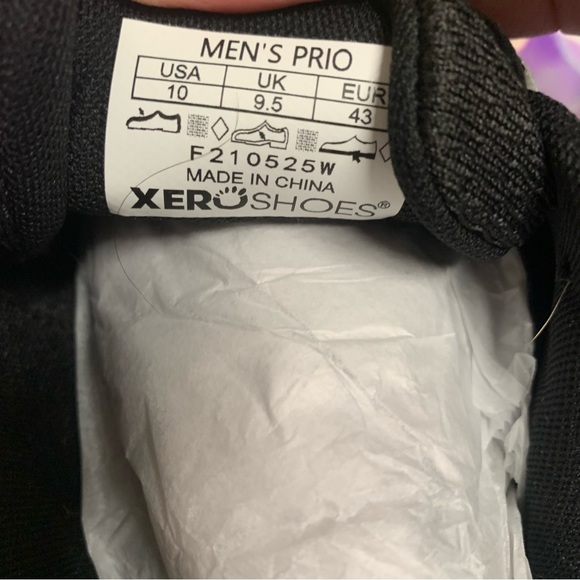 MEN'S PRIO
USA UK EUR
10 9.5 43
F210525W
MADE IN CHINA
XEROSHOES®